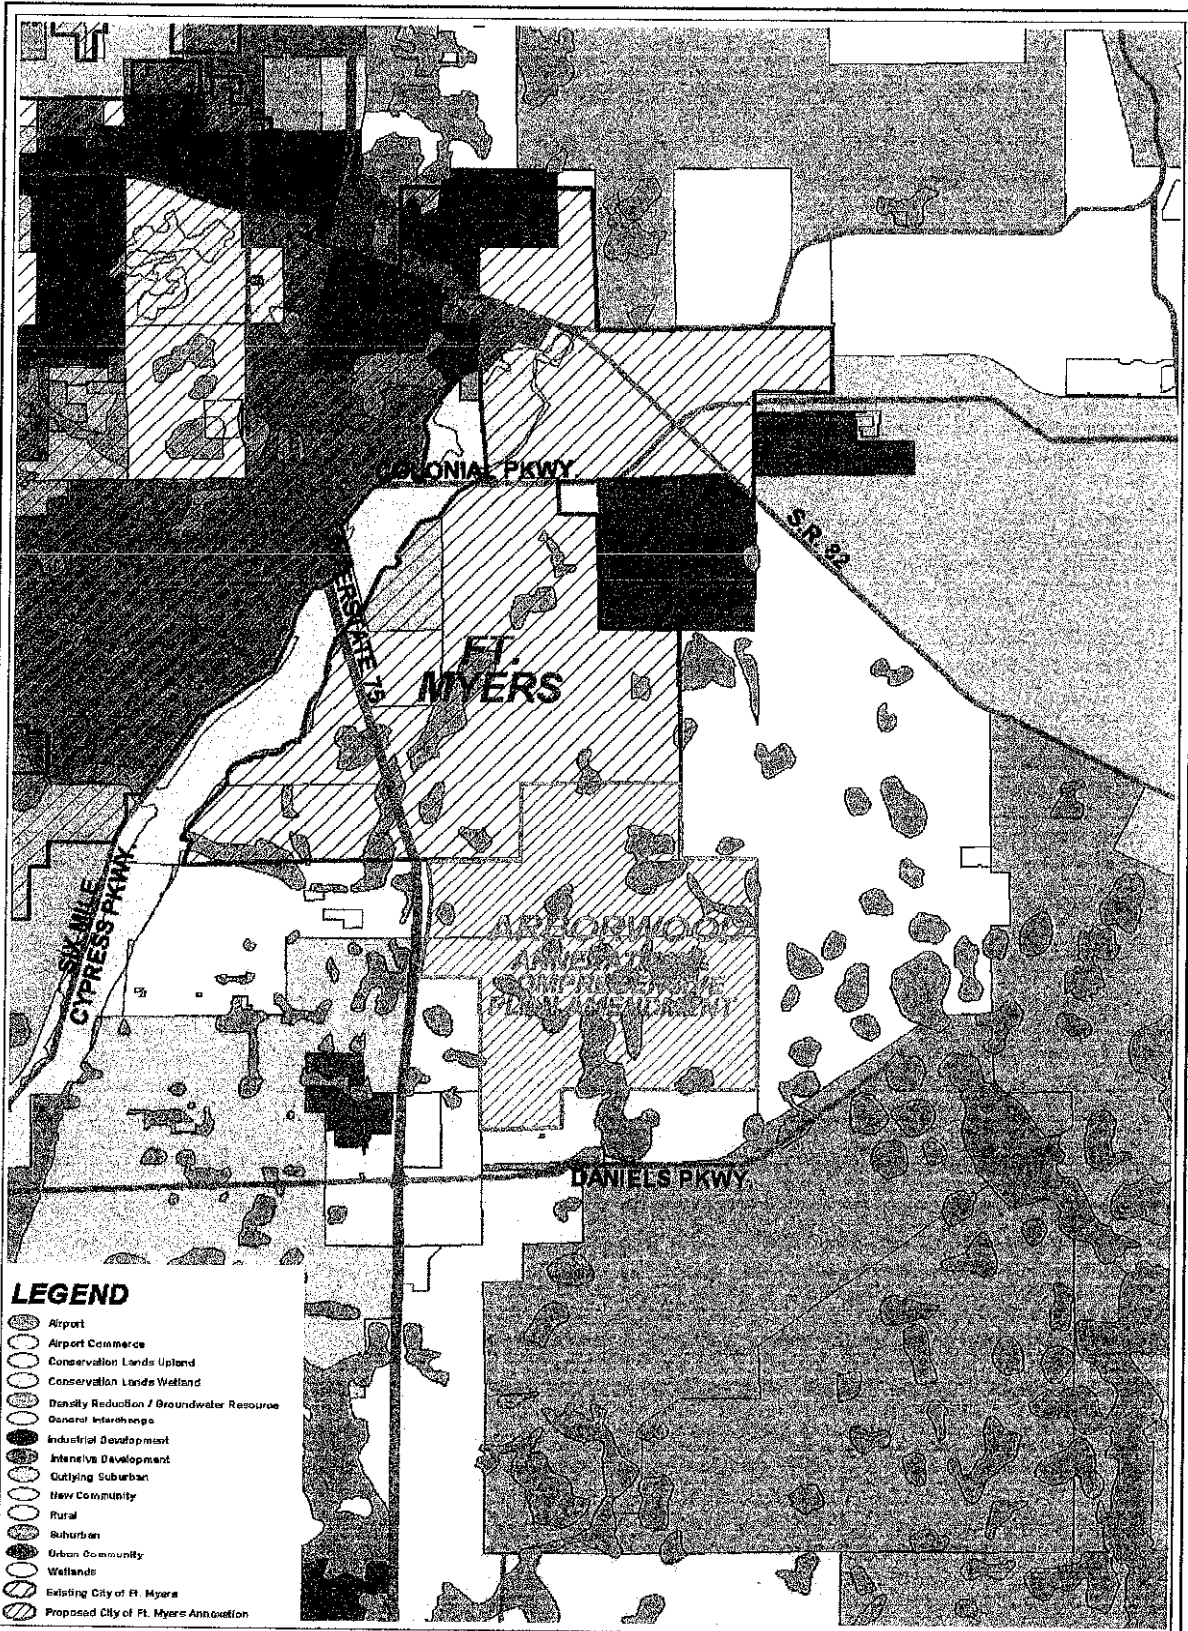 COLONIAL PKWY.
S.R. 82
INTERSTATE 75
FT.
MYERS
SIX MILE
CYPRESS PKWY.
ARBORWOOD
ANNEXATION &
COMPREHENSIVE
PLAN AMENDMENT
DANIELS PKWY.
LEGEND
Airport
Airport Commerce
Conservation Lands Upland
Conservation Lands Wetland
Density Reduction / Groundwater Resource
General Interchange
Industrial Development
Intensive Development
Outlying Suburban
New Community
Rural
Suburban
Urban Community
Wetlands
Existing City of Ft. Myers
Proposed City of Ft. Myers Annexation